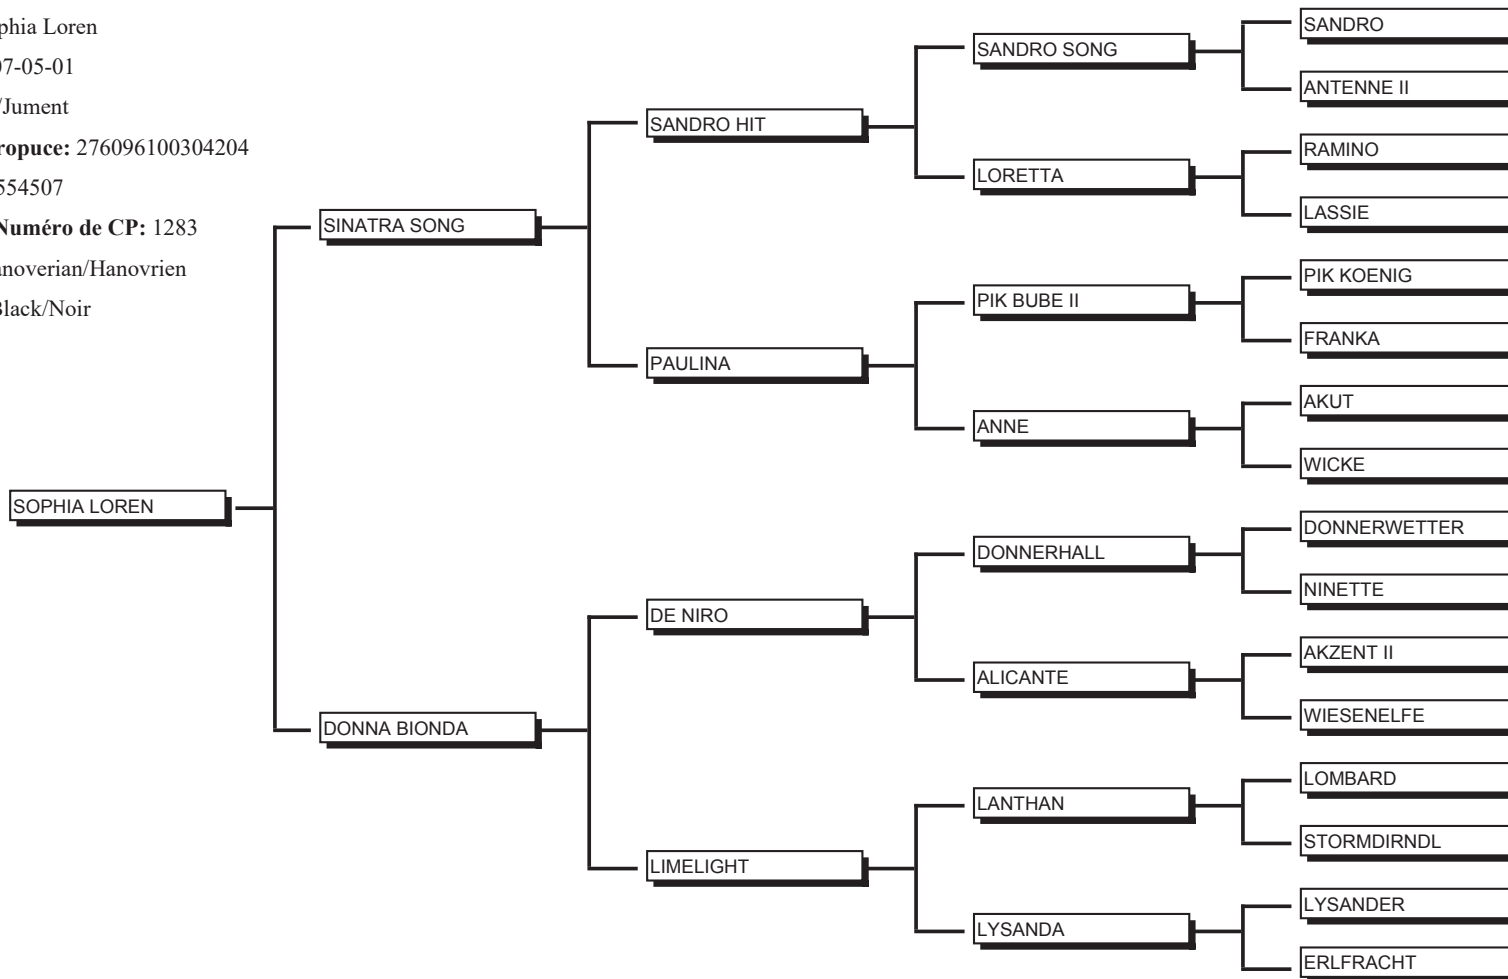 phia Loren
07-05-01
/Jument
ropuce: 276096100304204
554507
Numéro de CP: 1283
anoverian/Hanovrien
Black/Noir
SOPHIA LOREN
SINATRA SONG
DONNA BIONDA
SANDRO HIT
PAULINA
DE NIRO
LIMELIGHT
SANDRO SONG
LORETTA
PIK BUBE II
ANNE
DONNERHALL
ALICANTE
LANTHAN
LYSANDA
SANDRO
ANTENNE II
RAMINO
LASSIE
PIK KOENIG
FRANKA
AKUT
WICKE
DONNERWETTER
NINETTE
AKZENT II
WIESENELFE
LOMBARD
STORMDIRNDL
LYSANDER
ERLFRACHT